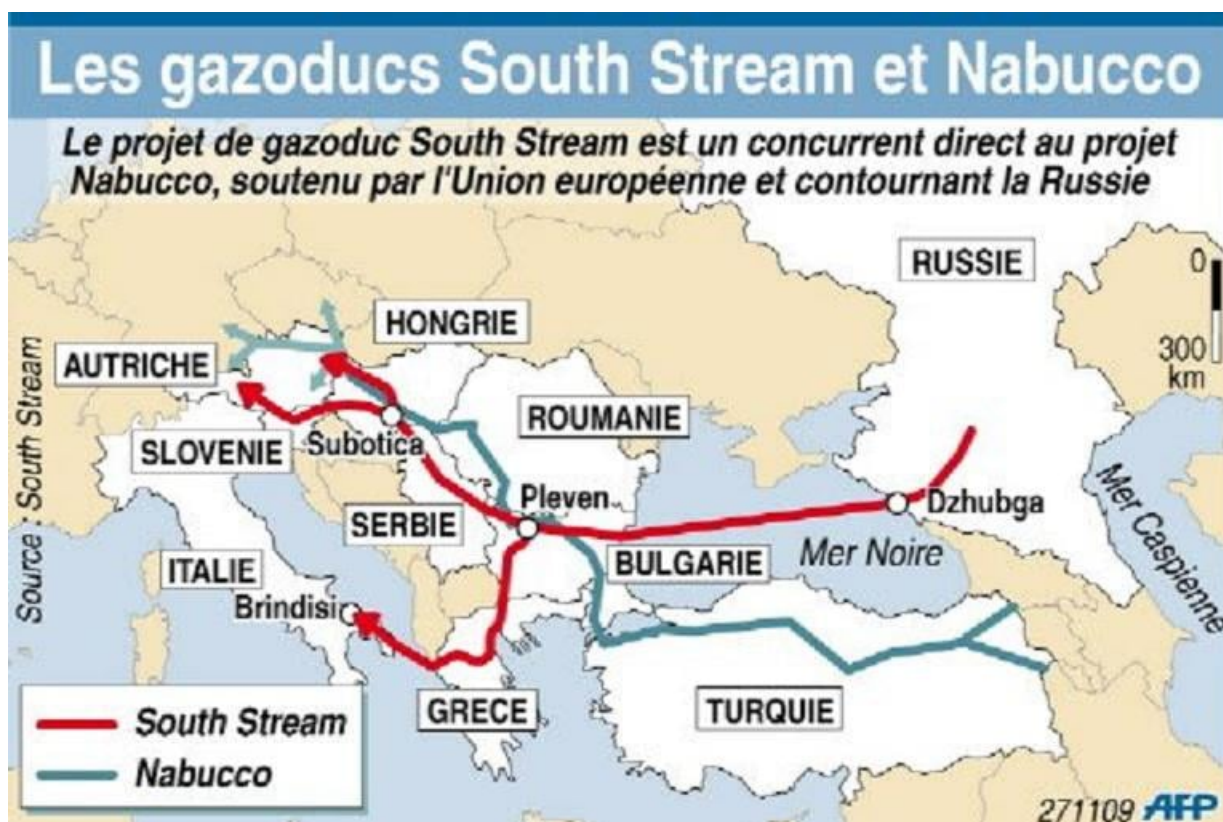 Les gazoducs South Stream et Nabucco
Le projet de gazoduc South Stream est un concurrent direct au projet
Nabucco, soutenu par l'Union européenne et contournant la Russie
RUSSIE
0
300
km
HONGRIE
AUTRICHE
ROUMANIE
Subotica
SLOVENIE
Pleven
Dzhubga
SERBIE
Mer Noire
BULGARIE
Mer Caspienne
ITALIE
Brindisi
GRECE
TURQUIE
South Stream
Nabucco
Source : South Stream
271109 AFP